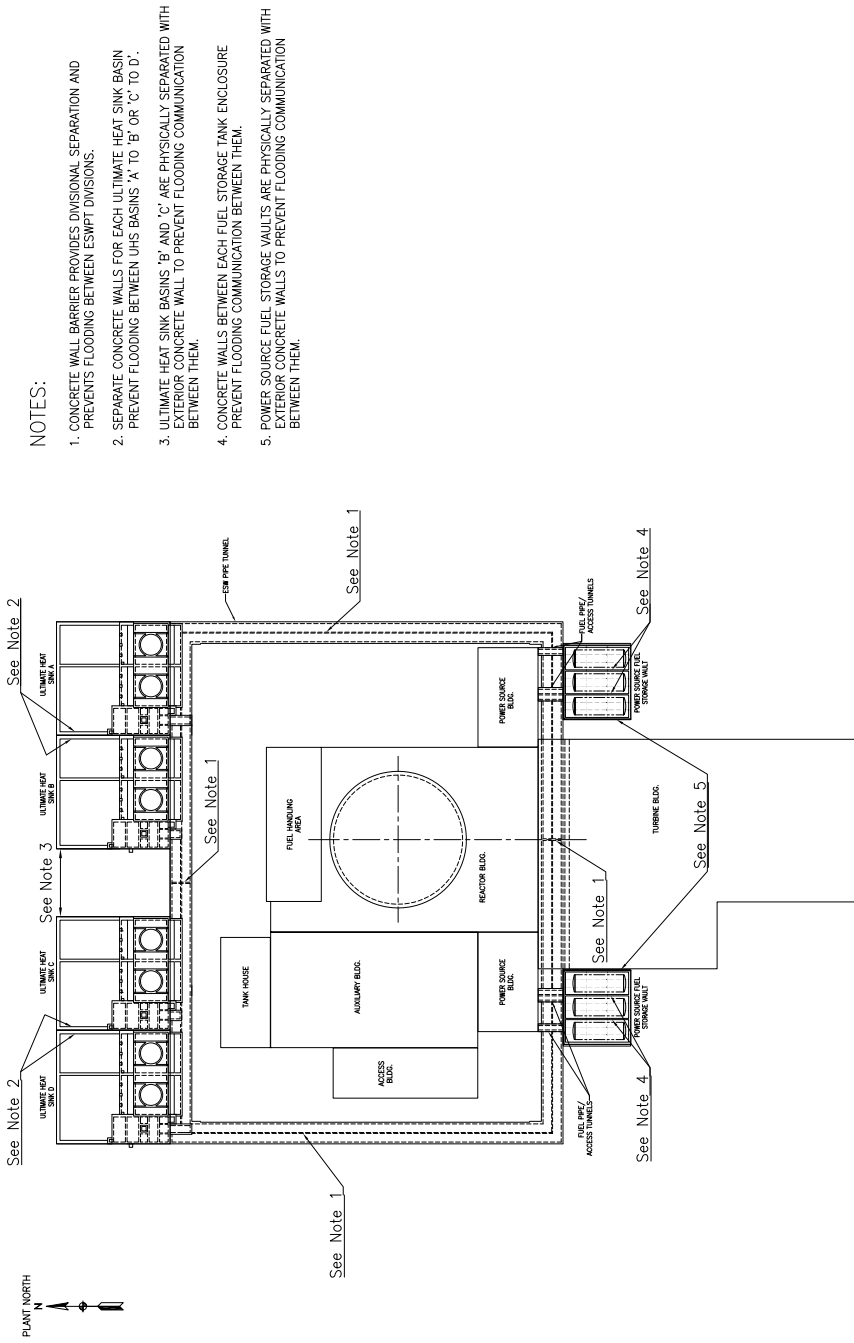 NOTES:
1. CONCRETE WALL BARRIER PROVIDES DIVISIONAL SEPARATION AND
PREVENTS FLOODING BETWEEN ESWPT DIVISIONS.
2. SEPARATE CONCRETE WALLS FOR EACH ULTIMATE HEAT SINK BASIN
PREVENT FLOODING BETWEEN UHS BASINS 'A' TO 'B' OR 'C' TO D'.
3. ULTIMATE HEAT SINK BASINS 'B' AND 'C' ARE PHYSICALLY SEPARATED WITH
EXTERIOR CONCRETE WALL TO PREVENT FLOODING COMMUNICATION
BETWEEN THEM.
4. CONCRETE WALLS BETWEEN EACH FUEL STORAGE TANK ENCLOSURE
PREVENT FLOODING COMMUNICATION BETWEEN THEM.
5. POWER SOURCE FUEL STORAGE VAULTS ARE PHYSICALLY SEPARATED WITH
EXTERIOR CONCRETE WALLS TO PREVENT FLOODING COMMUNICATION
BETWEEN THEM.
PLANT NORTH
N
See Note 2
See Note 3
See Note 2
ULTIMATE HEAT
SINK D
ULTIMATE HEAT
SINK C
ULTIMATE HEAT
SINK B
ULTIMATE HEAT
SINK A
See Note 1
ESW PIPE TUNNEL
See Note 1
See Note 1
TANK HOUSE
FUEL HANDLING
AREA
AUXILIARY BLDG.
ACCESS
BLDG.
REACTOR BLDG.
POWER SOURCE
BLDG.
POWER SOURCE
BLDG.
See Note 1
FUEL PIPE/
ACCESS TUNNELS
FUEL PIPE/
ACCESS TUNNELS
POWER SOURCE FUEL
STORAGE VAULT
POWER SOURCE FUEL
STORAGE VAULT
See Note 4
See Note 4
TURBINE BLDG.
See Note 5